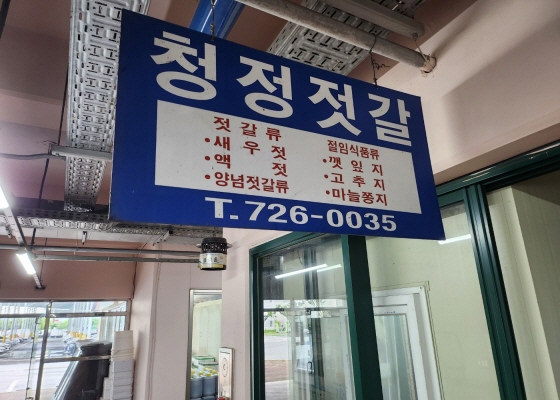 청정젓갈
젓갈류
•새우젓
•액젓
•양념젓갈류
절임식품류
•깻잎지
•고추지
•마늘쫑지
T.726-0035